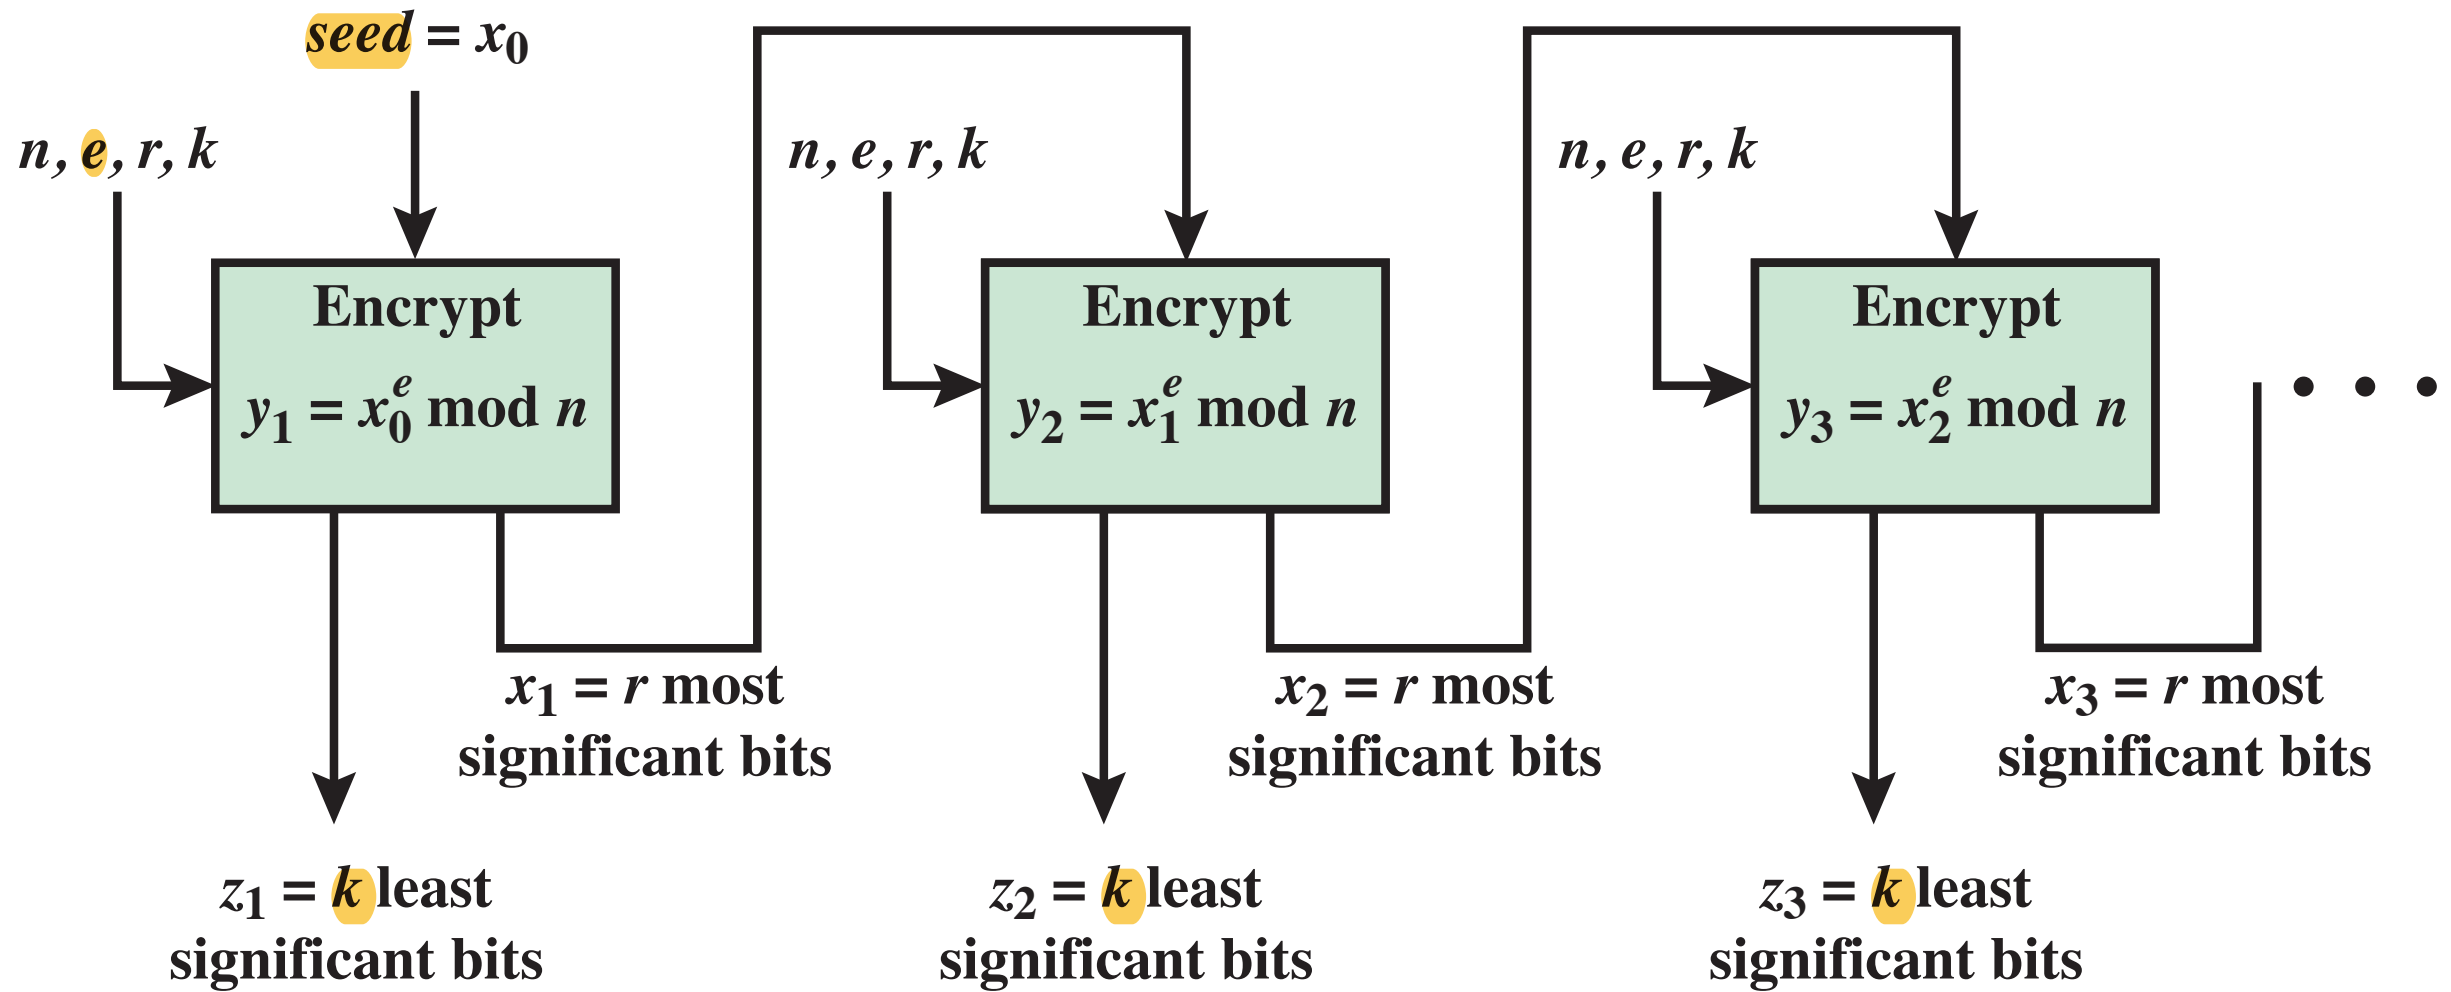 seed = x₀
n, e, r, k
n, e, r, k
n, e, r, k
Encrypt
y₁ = x₀ᵉ mod n
Encrypt
y₂ = x₁ᵉ mod n
Encrypt
y₃ = x₂ᵉ mod n
x₁ = r most
significant bits
x₂ = r most
significant bits
x₃ = r most
significant bits
z₁ = k least
significant bits
z₂ = k least
significant bits
z₃ = k least
significant bits